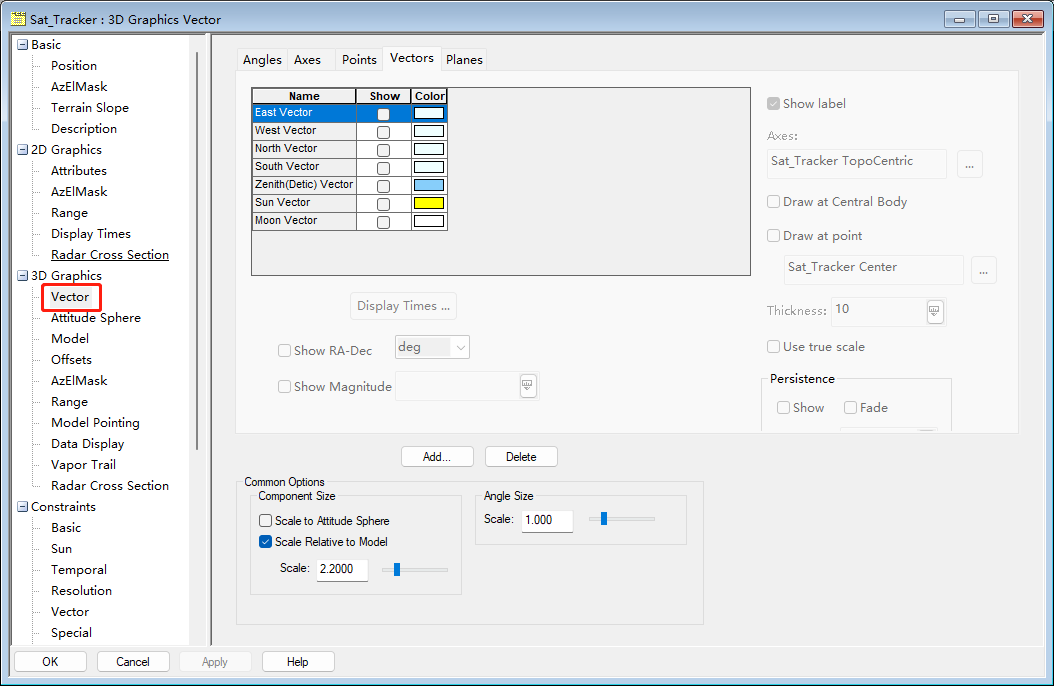 Sat_Tracker : 3D Graphics Vector
Basic
Position
AzElMask
Terrain Slope
Description
2D Graphics
Attributes
AzElMask
Range
Display Times
Radar Cross Section
3D Graphics
Vector
Attitude Sphere
Model
Offsets
AzElMask
Range
Model Pointing
Data Display
Vapor Trail
Radar Cross Section
Constraints
Basic
Sun
Temporal
Resolution
Vector
Special
Angles Axes Points Vectors Planes
Name Show Color
East Vector
West Vector
North Vector
South Vector
Zenith(Detic) Vector
Sun Vector
Moon Vector
Display Times ...
Show RA-Dec deg
Show Magnitude
Show label
Axes:
Sat_Tracker TopoCentric ...
Draw at Central Body
Draw at point
Sat_Tracker Center ...
Thickness: 10
Use true scale
Persistence
Show Fade
Add... Delete
Common Options
Component Size
Scale to Attitude Sphere
Scale Relative to Model
Scale: 2.2000
Angle Size
Scale: 1.000
OK Cancel Apply Help